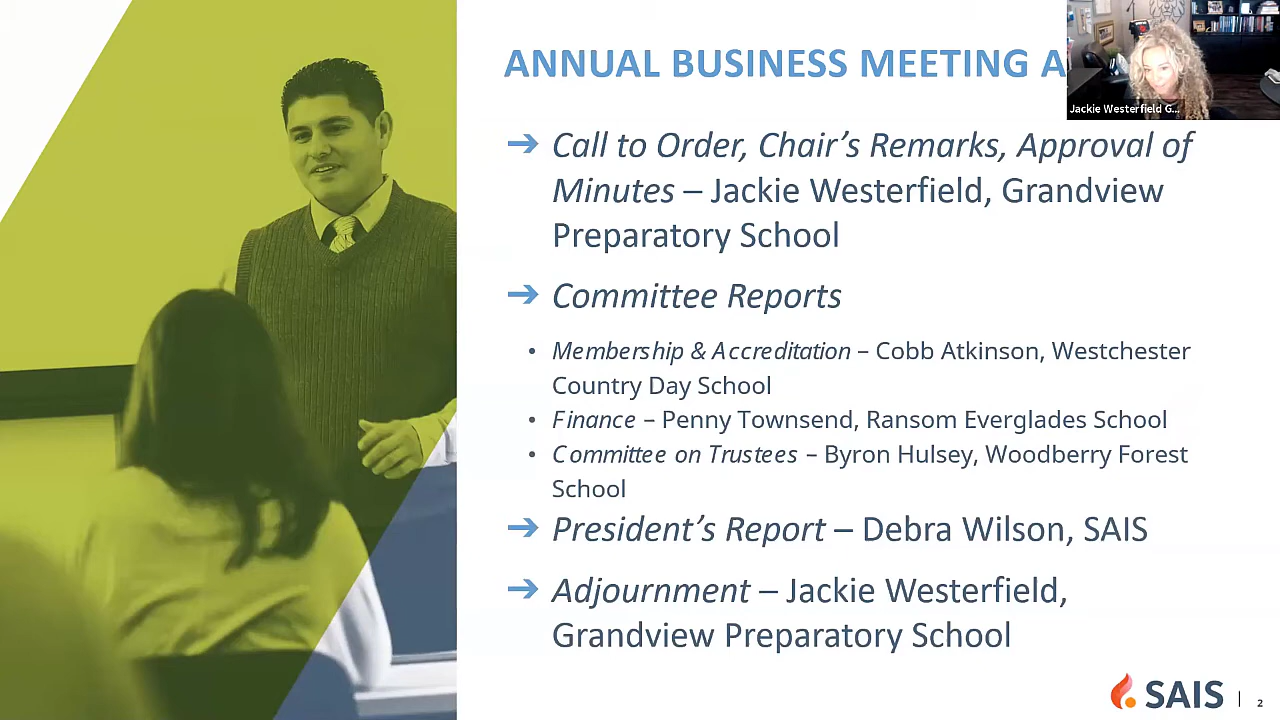 ANNUAL BUSINESS MEETING A
Jackie Westerfield G...
➔ Call to Order, Chair’s Remarks, Approval of
Minutes – Jackie Westerfield, Grandview
Preparatory School
➔ Committee Reports
• Membership & Accreditation – Cobb Atkinson, Westchester
Country Day School
• Finance – Penny Townsend, Ransom Everglades School
• Committee on Trustees – Byron Hulsey, Woodberry Forest
School
➔ President’s Report – Debra Wilson, SAIS
➔ Adjournment – Jackie Westerfield,
Grandview Preparatory School
SAIS | 2